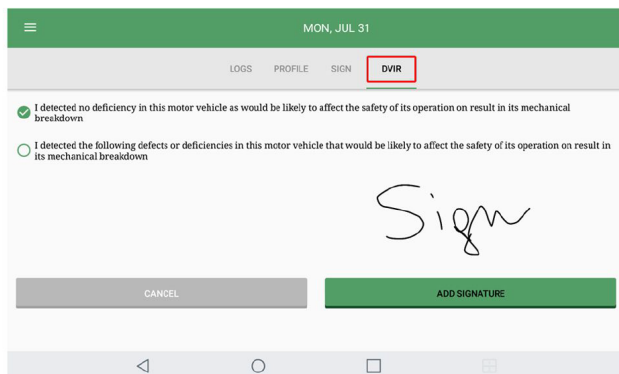 MON, JUL 31
LOGS PROFILE SIGN DVIR
I detected no deficiency in this motor vehicle as would be likely to affect the safety of its operation on result in its mechanical
breakdown
I detected the following defects or deficiencies in this motor vehicle that would be likely to affect the safety of its operation on result in
its mechanical breakdown
Sign
CANCEL ADD SIGNATURE